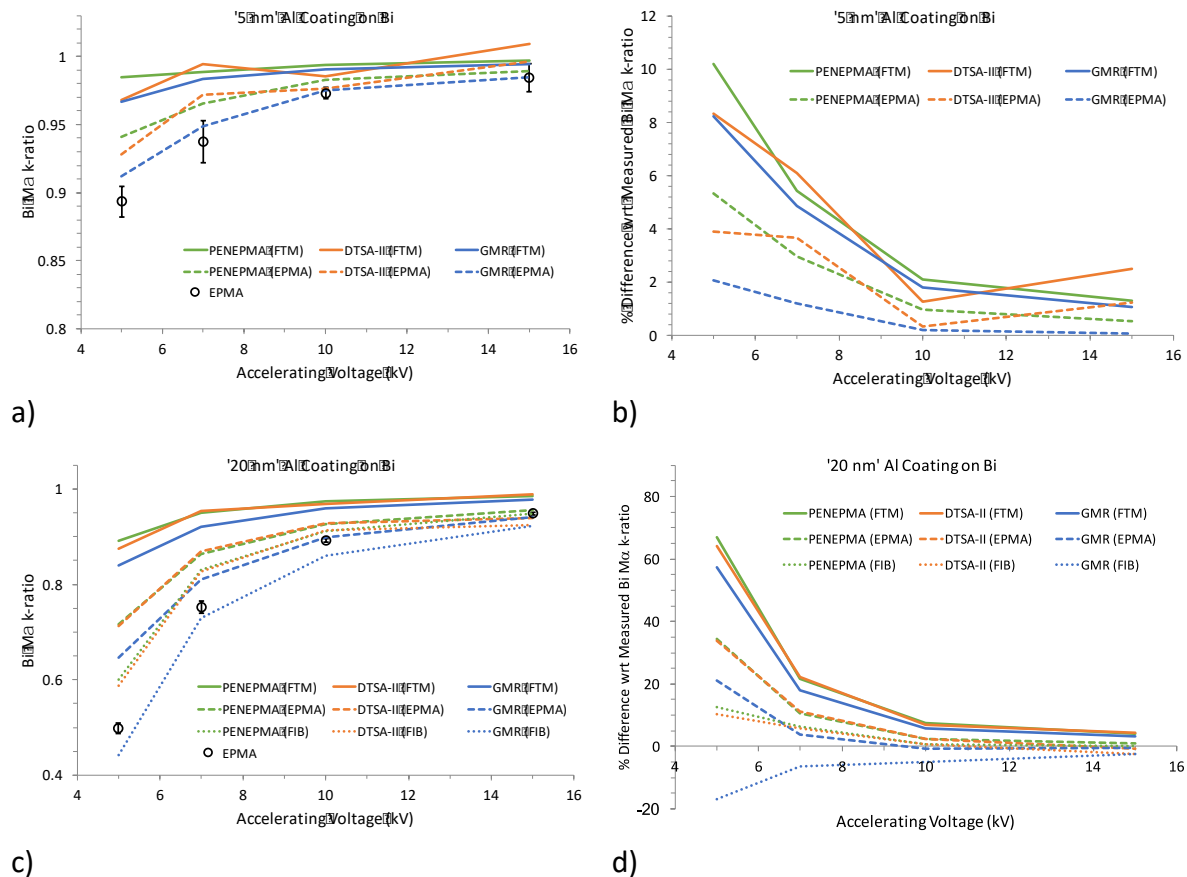 '5 nm' Al Coating on Bi
Bi Mα k-ratio
1
0.95
0.9
0.85
0.8
4 6 8 10 12 14 16
PENEPMA (FTM) DTSA-II (FTM) GMR (FTM)
PENEPMA (EPMA) DTSA-II (EPMA) GMR (EPMA)
EPMA
Accelerating Voltage (kV)
a)
'5 nm' Al Coating on Bi
% Difference wrt Measured Bi Mα k-ratio
12
10
8
6
4
2
0
4 6 8 10 12 14 16
PENEPMA (FTM) DTSA-II (FTM) GMR (FTM)
PENEPMA (EPMA) DTSA-II (EPMA) GMR (EPMA)
Accelerating Voltage (kV)
b)
'20 nm' Al Coating on Bi
Bi Mα k-ratio
1
0.8
0.6
0.4
4 6 8 10 12 14 16
PENEPMA (FTM) DTSA-II (FTM) GMR (FTM)
PENEPMA (EPMA) DTSA-II (EPMA) GMR (EPMA)
PENEPMA (FIB) DTSA-II (FIB) GMR (FIB)
EPMA
Accelerating Voltage (kV)
c)
'20 nm' Al Coating on Bi
% Difference wrt Measured Bi Mα k-ratio
80
60
40
20
0
-20
4 6 8 10 12 14 16
PENEPMA (FTM) DTSA-II (FTM) GMR (FTM)
PENEPMA (EPMA) DTSA-II (EPMA) GMR (EPMA)
PENEPMA (FIB) DTSA-II (FIB) GMR (FIB)
Accelerating Voltage (kV)
d)